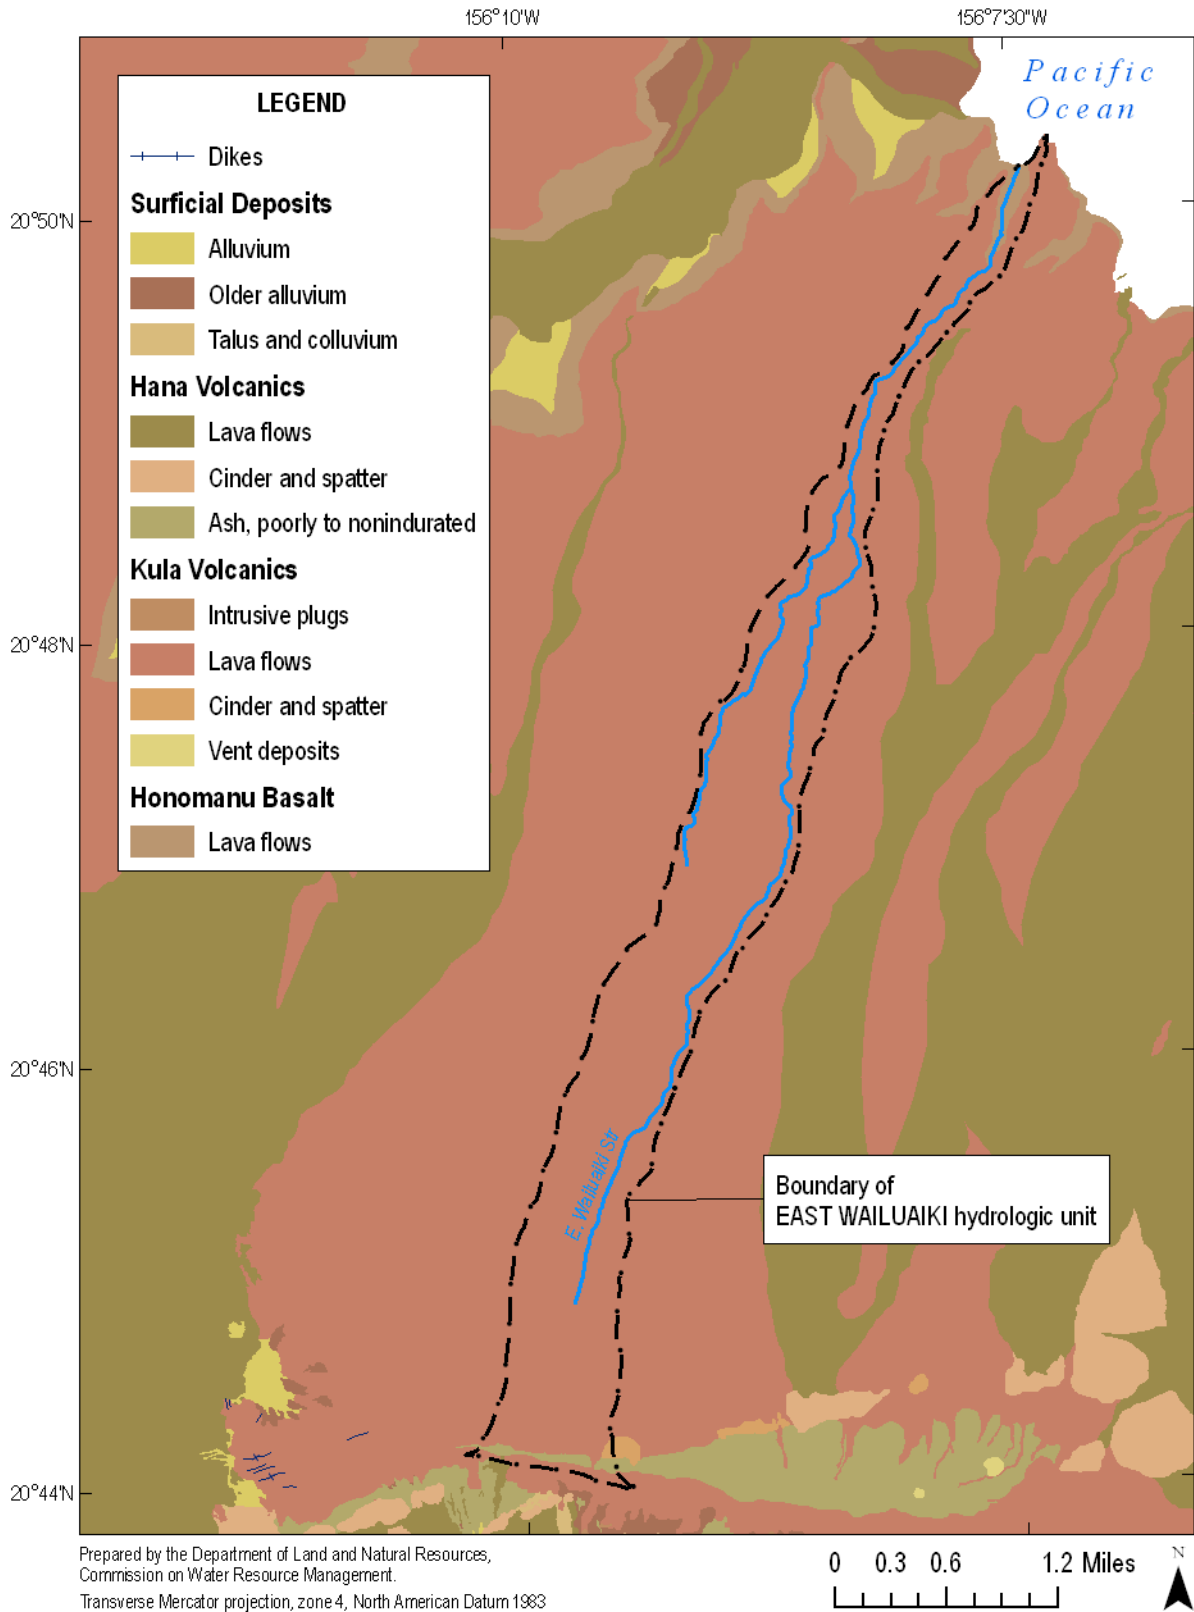 156°10'W
156°7'30"W
Pacific
Ocean
LEGEND
Dikes
Surficial Deposits
Alluvium
Older alluvium
Talus and colluvium
Hana Volcanics
Lava flows
Cinder and spatter
Ash, poorly to nonindurated
Kula Volcanics
Intrusive plugs
Lava flows
Cinder and spatter
Vent deposits
Honomanu Basalt
Lava flows
20°50'N
20°48'N
20°46'N
20°44'N
E. Wailuaiki Str
Boundary of
EAST WAILUAIKI hydrologic unit
Prepared by the Department of Land and Natural Resources,
Commission on Water Resource Management.
Transverse Mercator projection, zone 4, North American Datum 1983
0 0.3 0.6 1.2 Miles
N